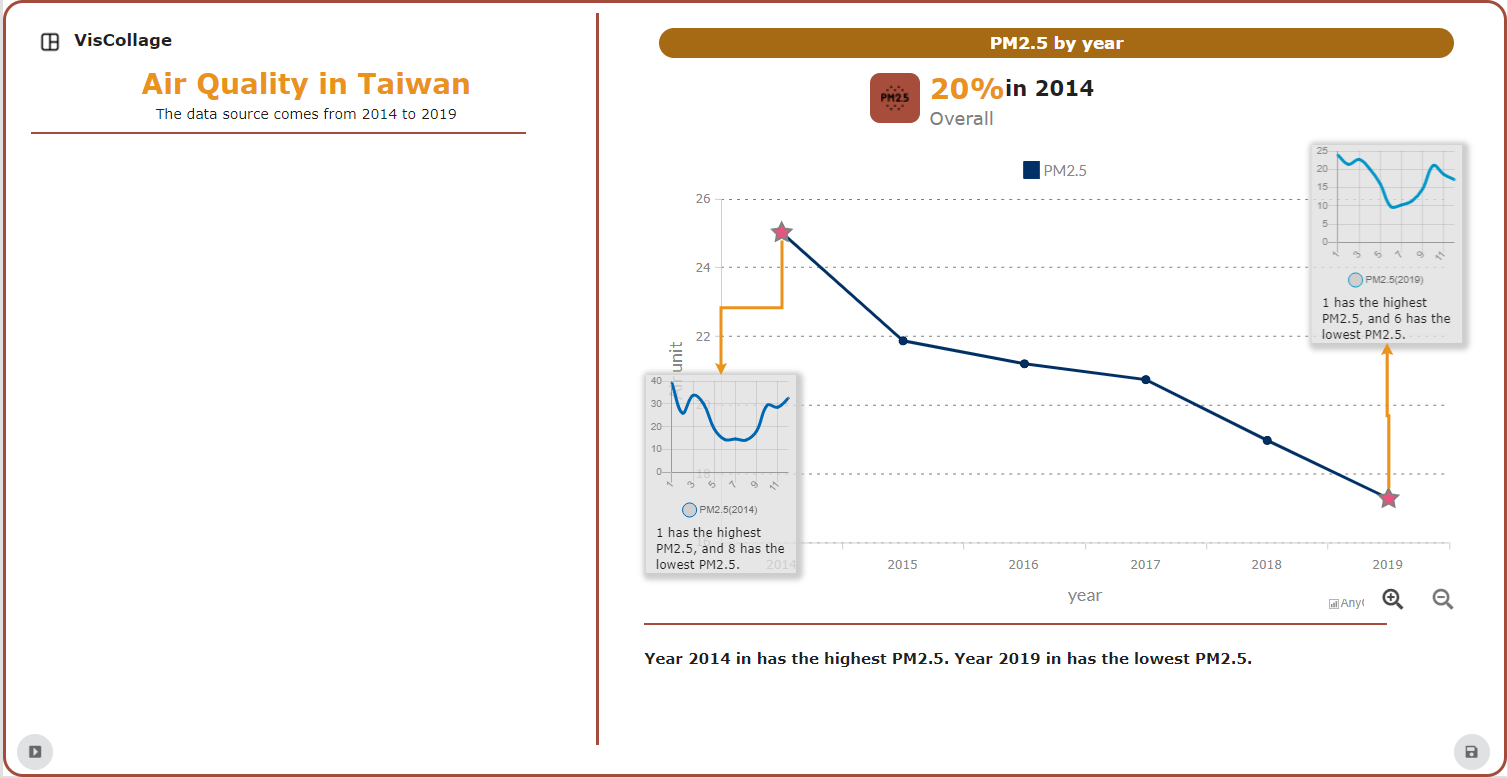 VisCollage
Air Quality in Taiwan
The data source comes from 2014 to 2019
PM2.5 by year
PM2.5
20% in 2014
Overall
PM2.5
26
24
22
20
18
16
unit
2014
2015
2016
2017
2018
2019
year
40
30
20
10
0
1
3
5
7
9
11
PM2.5(2014)
1 has the highest
PM2.5, and 8 has the
lowest PM2.5.
25
20
15
10
5
0
1
3
5
7
9
11
PM2.5(2019)
1 has the highest
PM2.5, and 6 has the
lowest PM2.5.
Year 2014 in has the highest PM2.5. Year 2019 in has the lowest PM2.5.